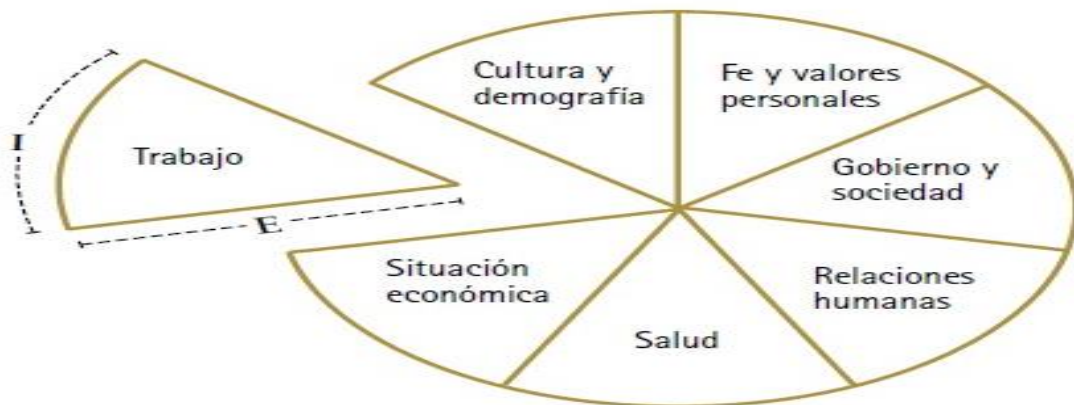 Cultura y
demografía
Fe y valores
personales
Gobierno y
sociedad
Relaciones
humanas
Salud
Situación
económica
Trabajo
I
E